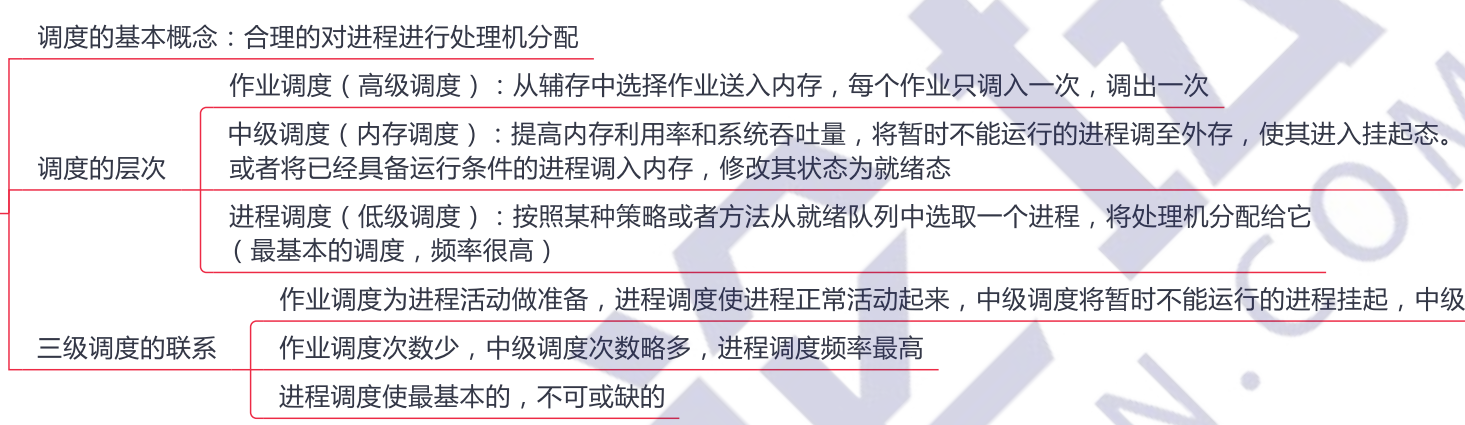 调度的基本概念：合理的对进程进行处理机分配
作业调度（高级调度）：从辅存中选择作业送入内存，每个作业只调入一次，调出一次
中级调度（内存调度）：提高内存利用率和系统吞吐量，将暂时不能运行的进程调至外存，使其进入挂起态。
调度的层次
或者将已经具备运行条件的进程调入内存，修改其状态为就绪态
进程调度（低级调度）：按照某种策略或者方法从就绪队列中选取一个进程，将处理机分配给它
（最基本的调度，频率很高）
作业调度为进程活动做准备，进程调度使进程正常活动起来，中级调度将暂时不能运行的进程挂起，中级
三级调度的联系
作业调度次数少，中级调度次数略多，进程调度频率最高
进程调度使最基本的，不可或缺的
N.COM